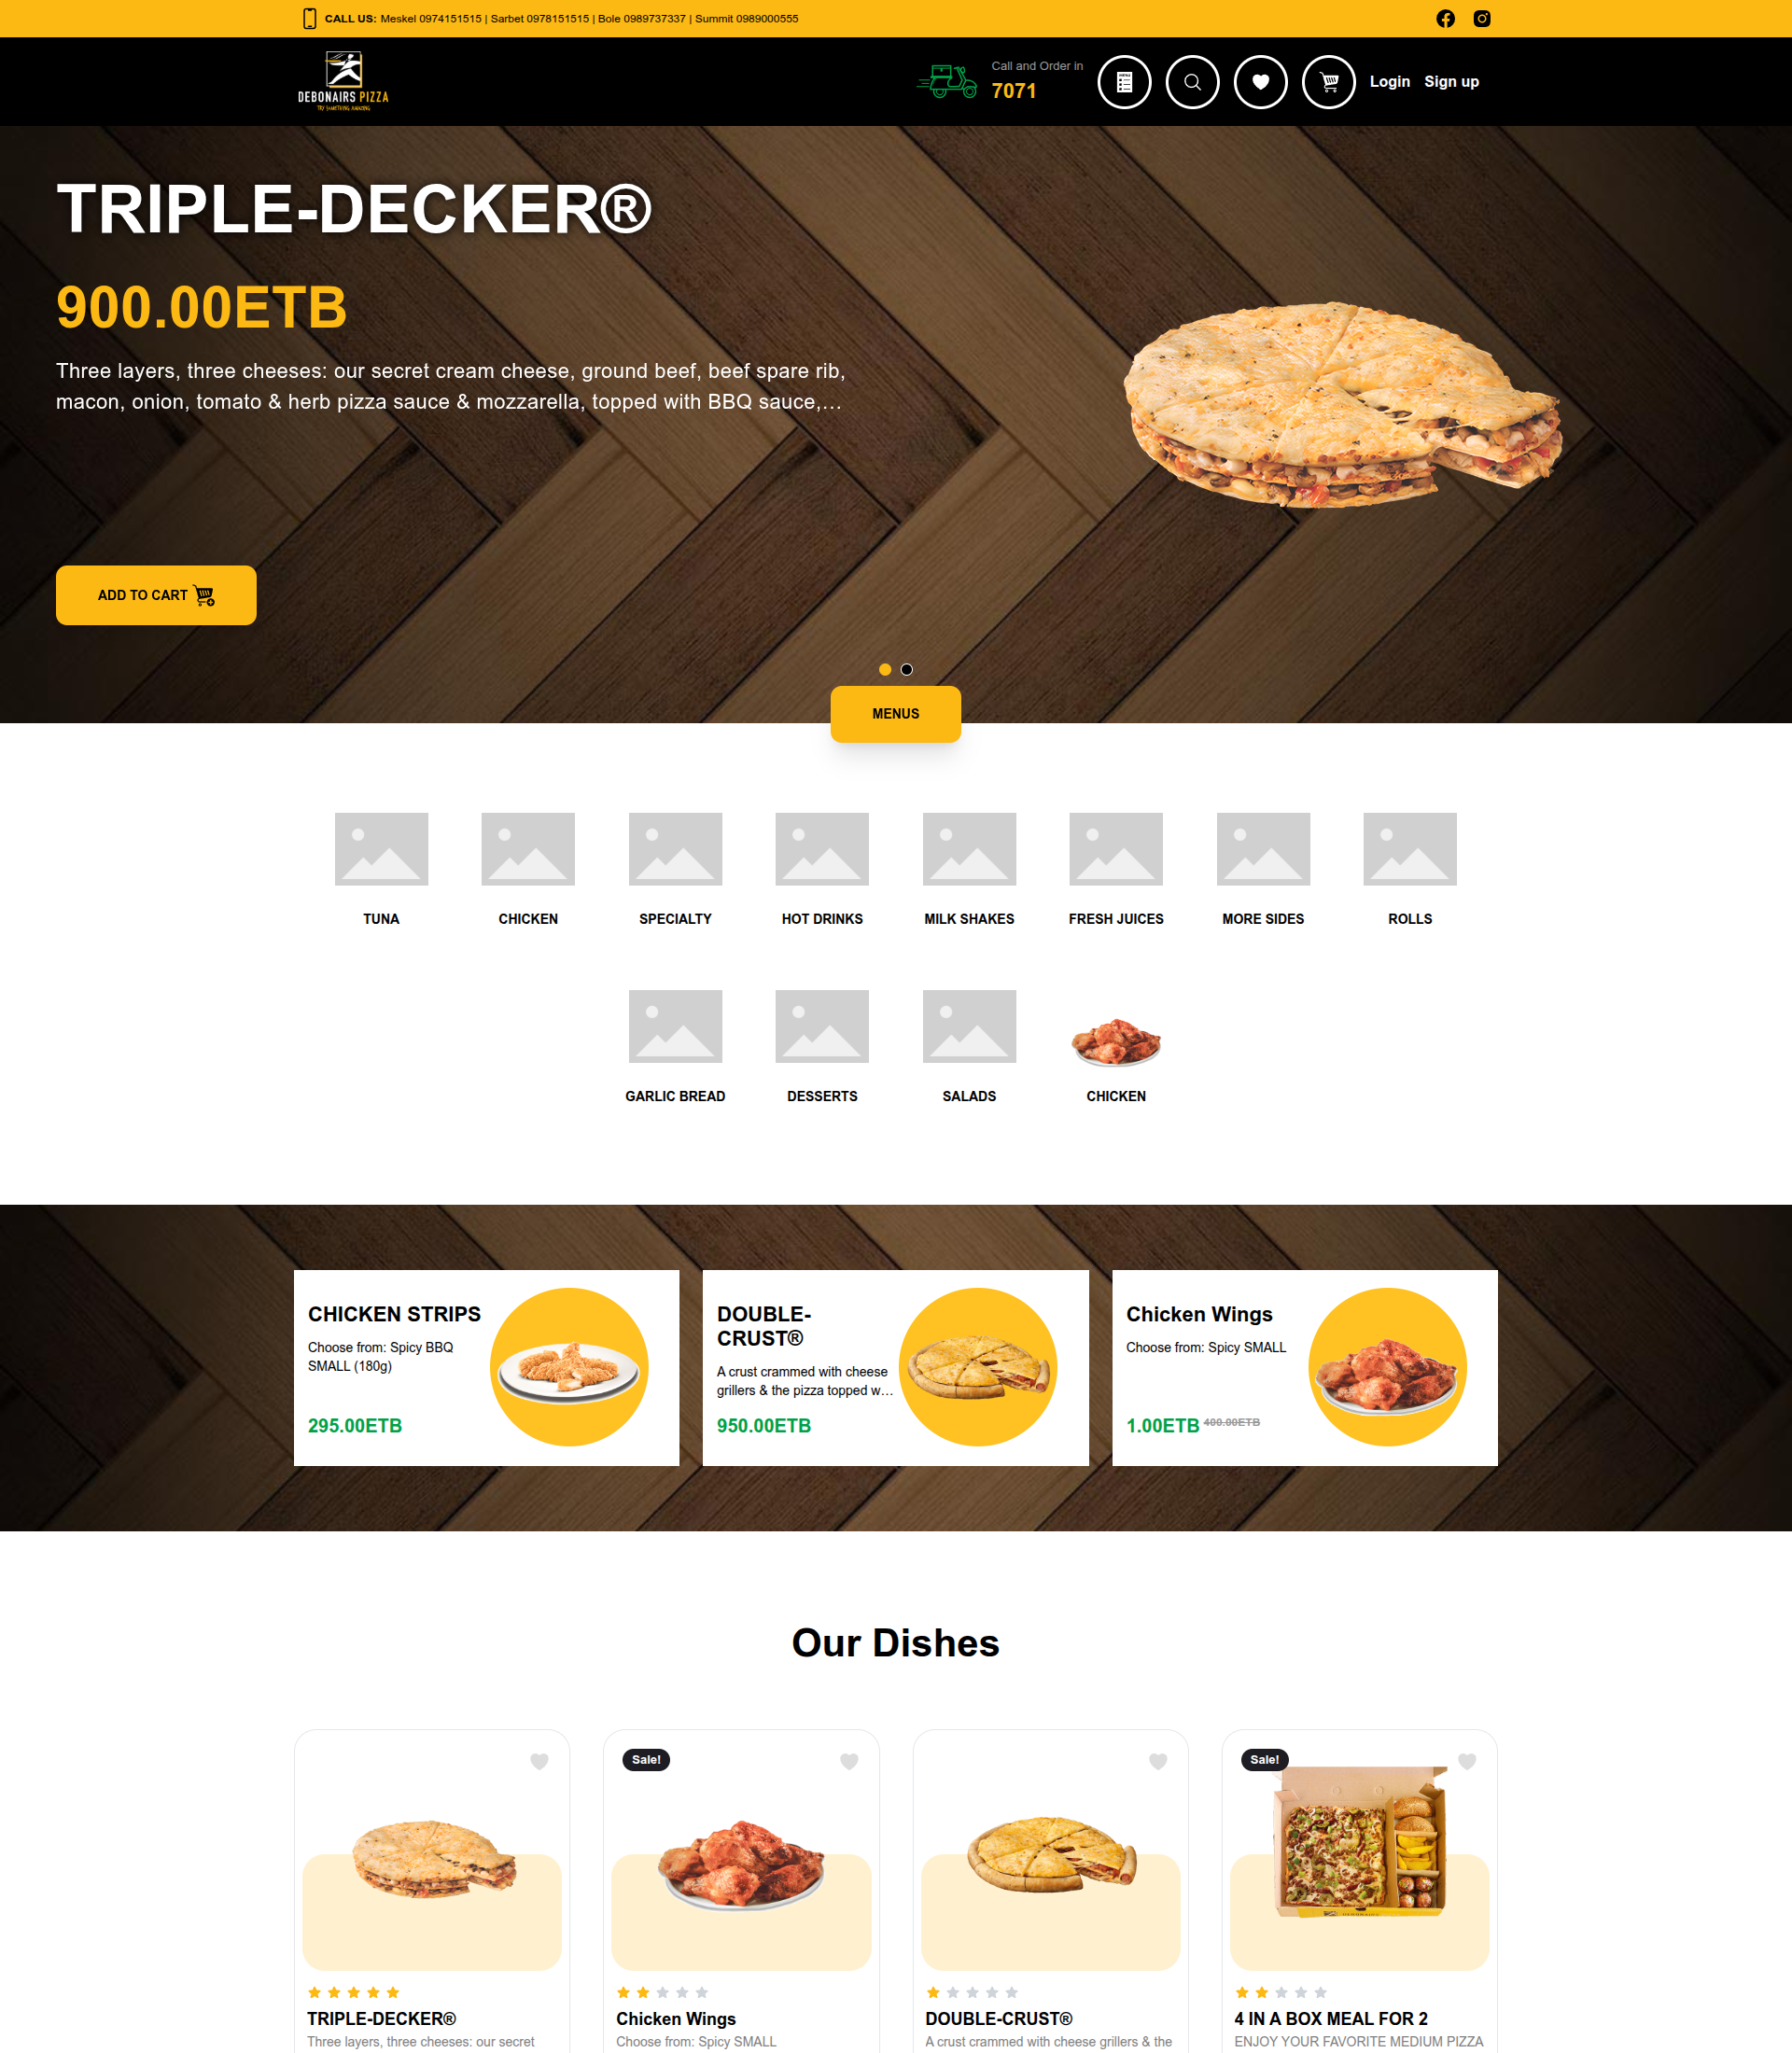 CALL US: Meskel 0974151515 | Sarbet 0978151515 | Bole 0989737337 | Summit 0989000555
DEBONAIRS PIZZA
TRY SOMETHING AMAZING
Call and Order in
7071
Login
Sign up
TRIPLE-DECKER®
900.00ETB
Three layers, three cheeses: our secret cream cheese, ground beef, beef spare rib,
macon, onion, tomato & herb pizza sauce & mozzarella, topped with BBQ sauce,...
ADD TO CART
MENUS
TUNA
CHICKEN
SPECIALTY
HOT DRINKS
MILK SHAKES
FRESH JUICES
MORE SIDES
ROLLS
GARLIC BREAD
DESSERTS
SALADS
CHICKEN
CHICKEN STRIPS
Choose from: Spicy BBQ
SMALL (180g)
295.00ETB
DOUBLE-
CRUST®
A crust crammed with cheese
grillers & the pizza topped w...
950.00ETB
Chicken Wings
Choose from: Spicy SMALL
1.00ETB 400.00ETB
Our Dishes
TRIPLE-DECKER®
Three layers, three cheeses: our secret
Sale!
Chicken Wings
Choose from: Spicy SMALL
DOUBLE-CRUST®
A crust crammed with cheese grillers & the
Sale!
4 IN A BOX MEAL FOR 2
ENJOY YOUR FAVORITE MEDIUM PIZZA